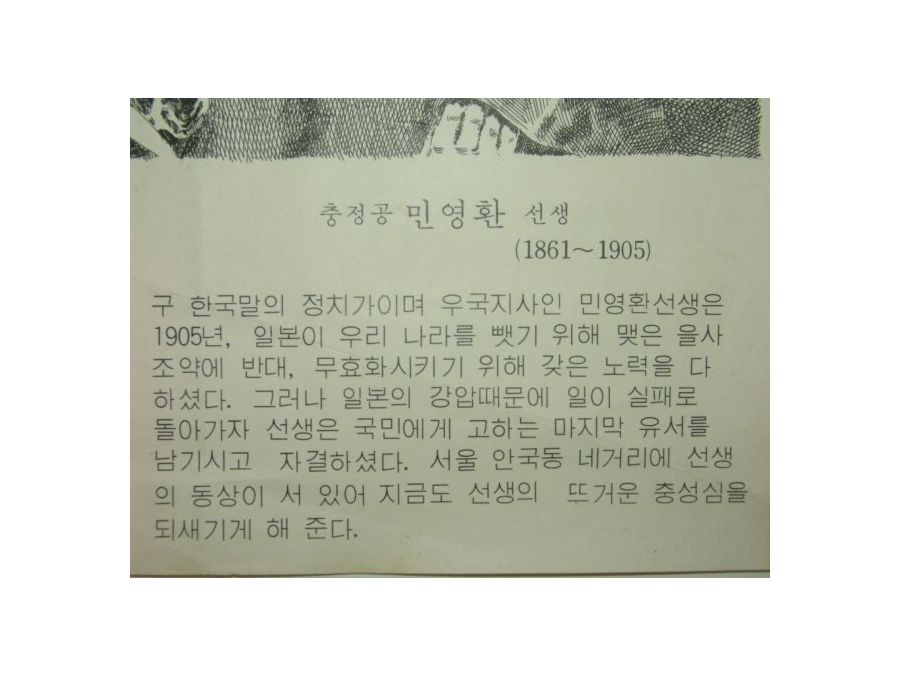 충정공 민영환 선생
(1861~1905)
구 한국말의 정치가이며 우국지사인 민영환선생은
1905년, 일본이 우리 나라를 뺏기 위해 맺은 을사
조약에 반대, 무효화시키기 위해 갖은 노력을 다
하셨다. 그러나 일본의 강압때문에 일이 실패로
돌아가자 선생은 국민에게 고하는 마지막 유서를
남기시고 자결하셨다. 서울 안국동 네거리에 선생
의 동상이 서 있어 지금도 선생의 뜨거운 충성심을
되새기게 해 준다.